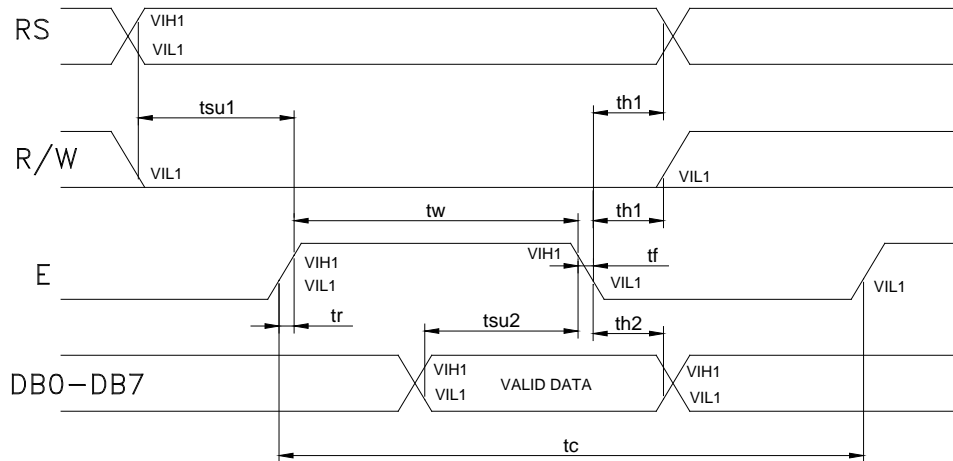 RS
VIH1
VIL1
tsu1
th1
R/W
VIL1
VIL1
tw
th1
E
VIH1
VIL1
VIH1
tf
VIL1
VIL1
tr
tsu2
th2
DB0-DB7
VIH1
VIL1
VALID DATA
VIH1
VIL1
tc